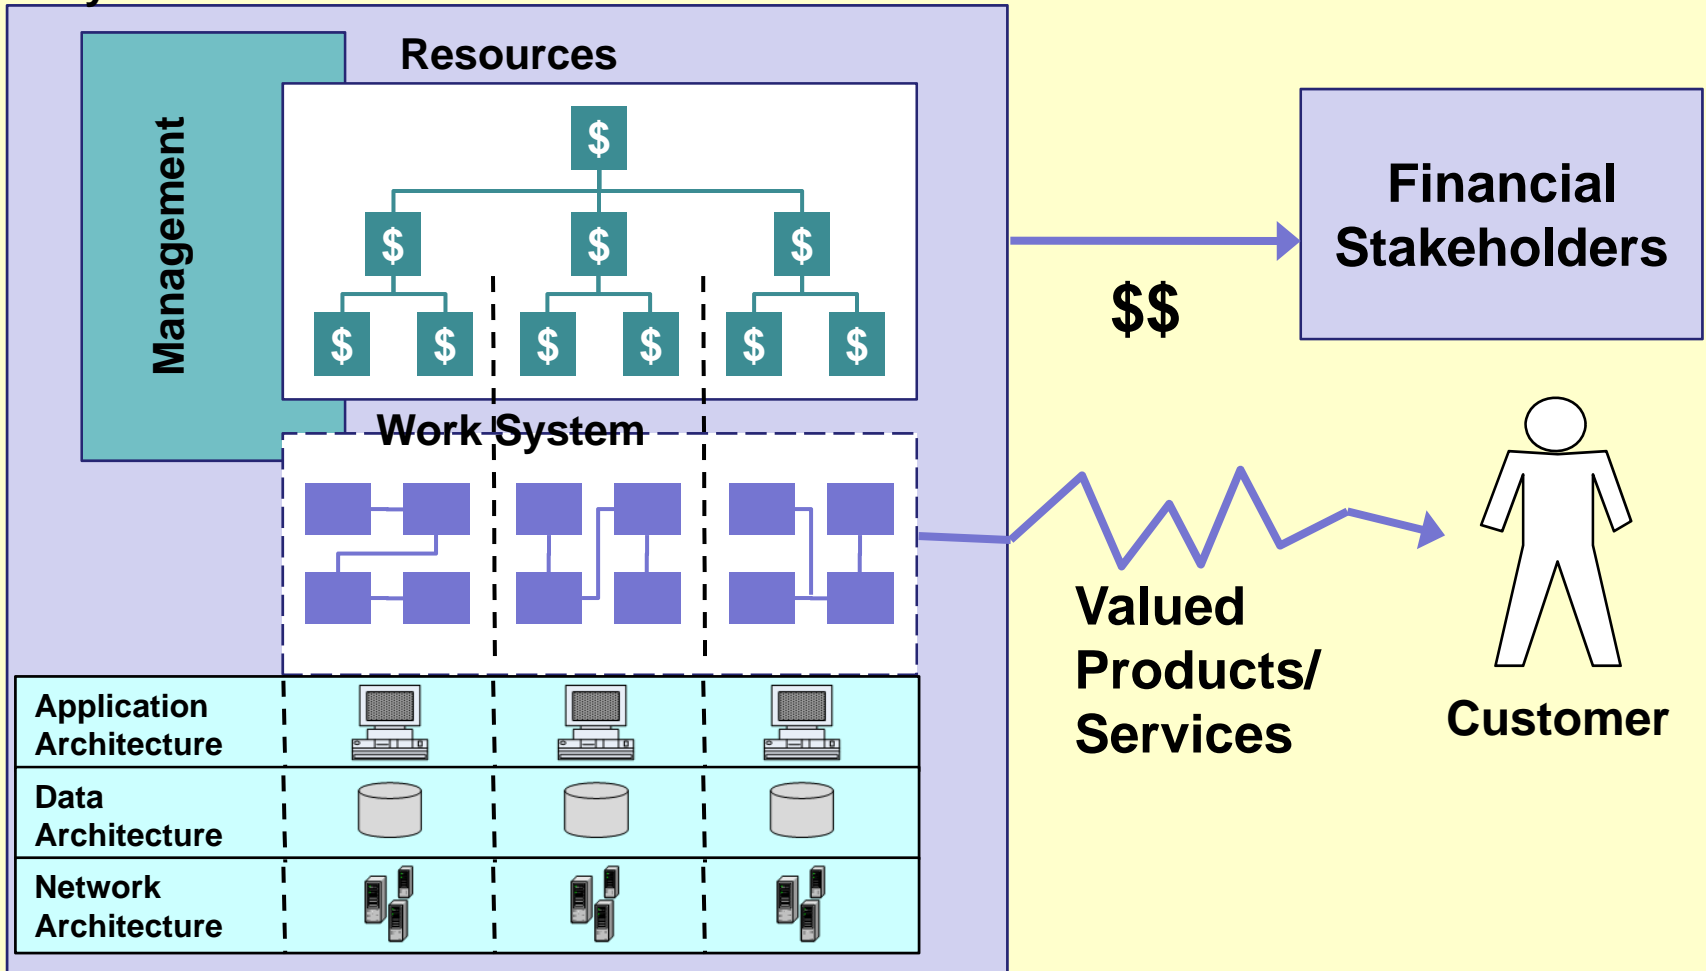 Resources
Management
$
$ $ $
$ $ $ $ $ $
Financial
Stakeholders
$$
Work System
Valued
Products/
Services
Customer
Application
Architecture
Data
Architecture
Network
Architecture